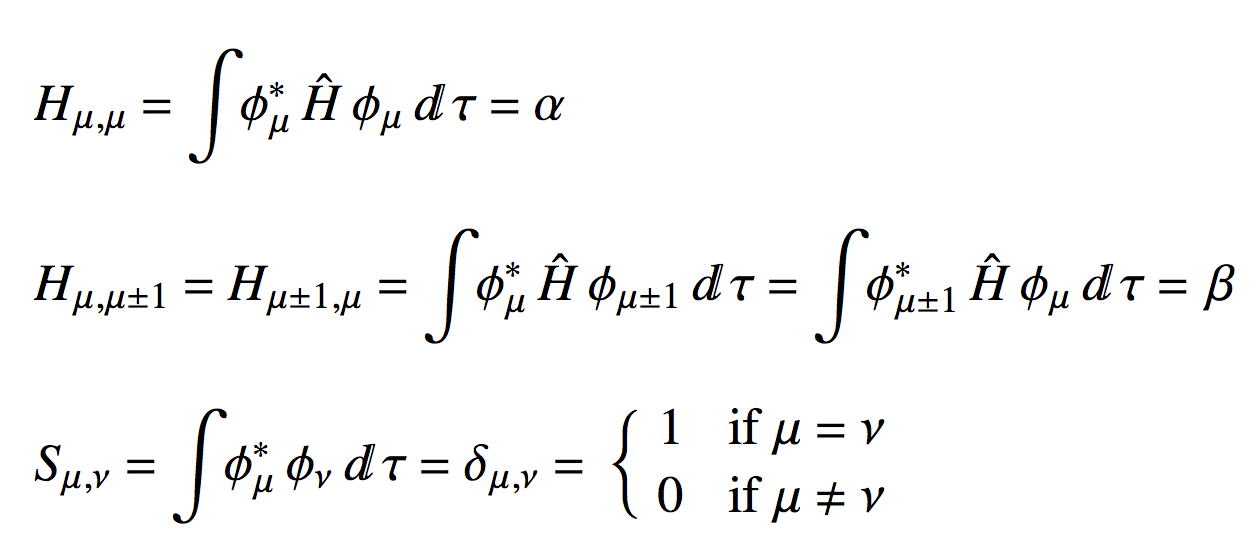 H_{μ,μ} = ∫ ϕ*_μ Ĥ ϕ_μ ⅆτ = α
H_{μ,μ±1} = H_{μ±1,μ} = ∫ ϕ*_μ Ĥ ϕ_{μ±1} ⅆτ = ∫ ϕ*_{μ±1} Ĥ ϕ_μ ⅆτ = β
S_{μ,ν} = ∫ ϕ*_μ ϕ_ν ⅆτ = δ_{μ,ν} = { 1 if μ = ν
0 if μ ≠ ν